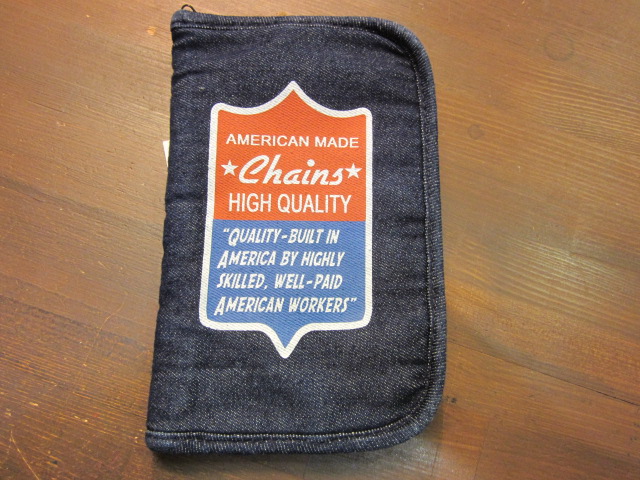 AMERICAN MADE
★Chains★
HIGH QUALITY
"QUALITY-BUILT IN
AMERICA BY HIGHLY
SKILLED, WELL-PAID
AMERICAN WORKERS"